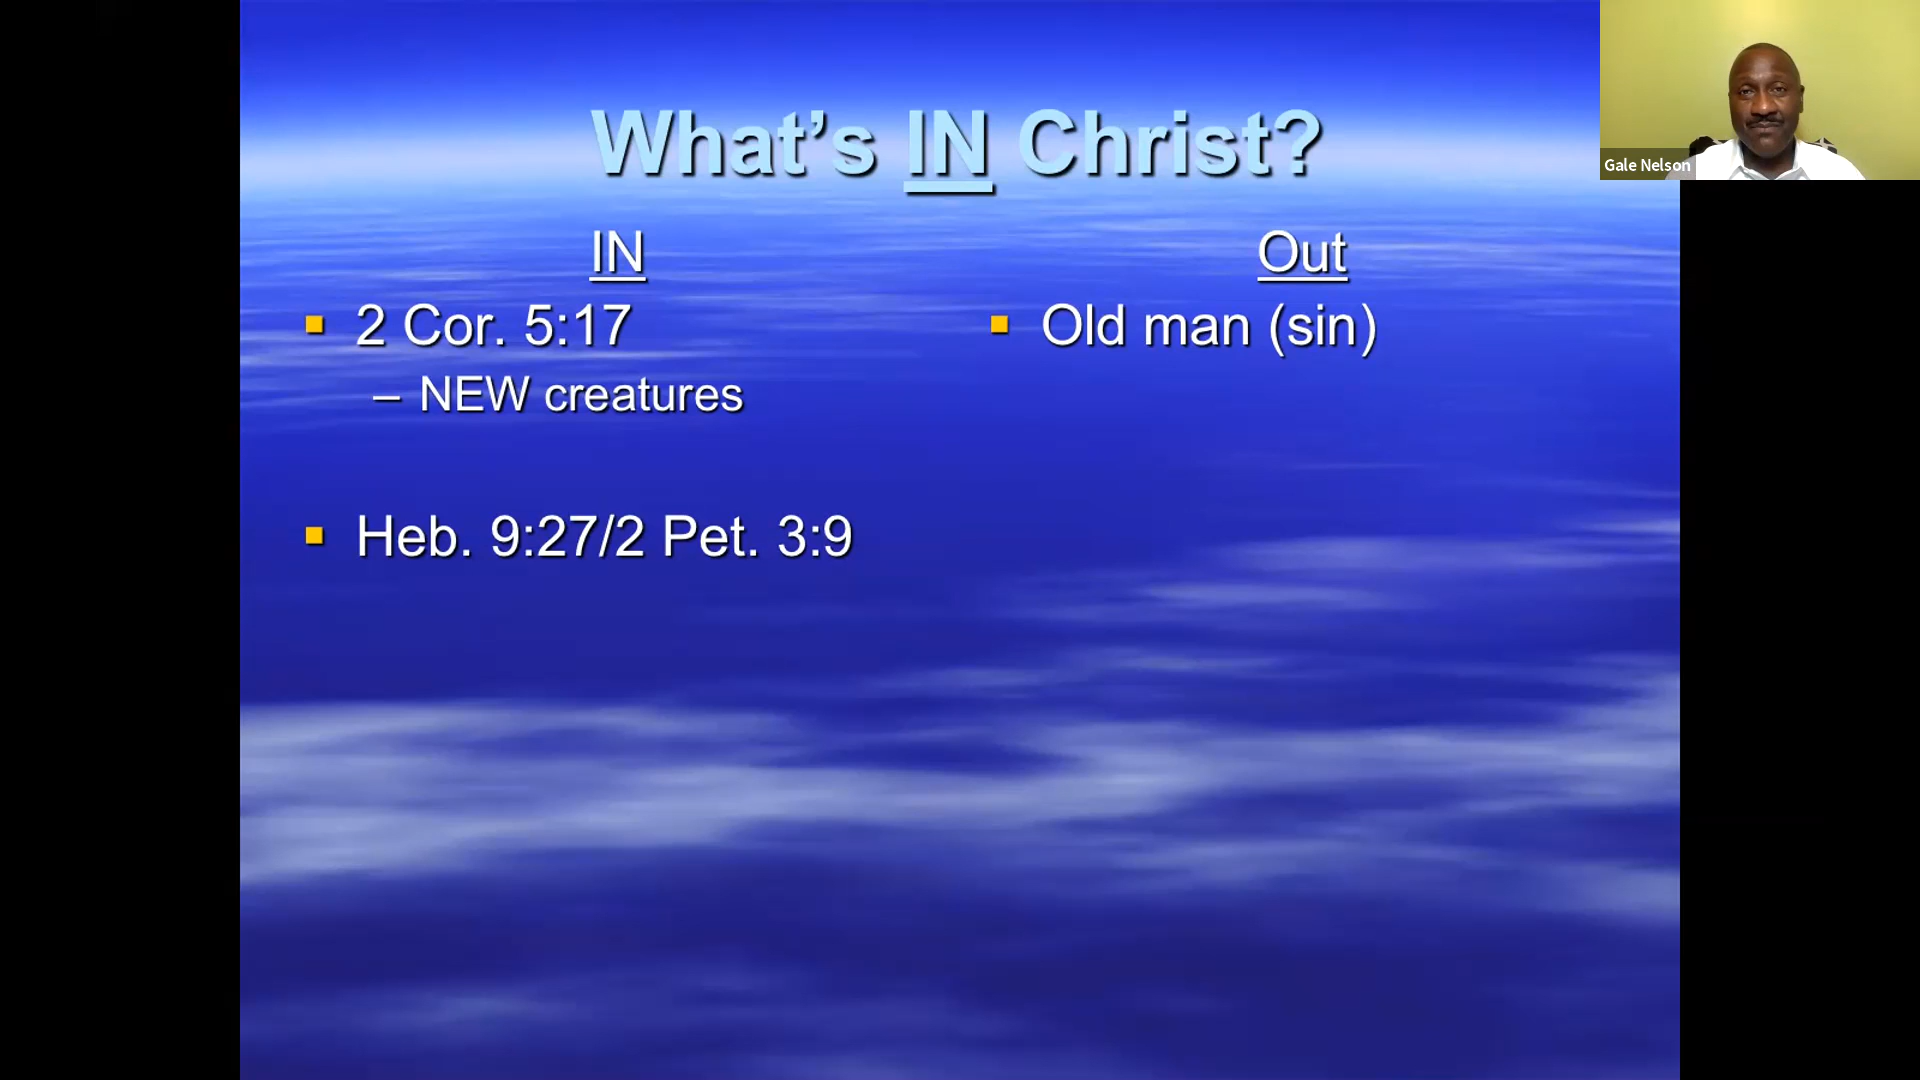 What’s IN Christ?
Gale Nelson
IN
2 Cor. 5:17
– NEW creatures
Heb. 9:27/2 Pet. 3:9
Out
Old man (sin)